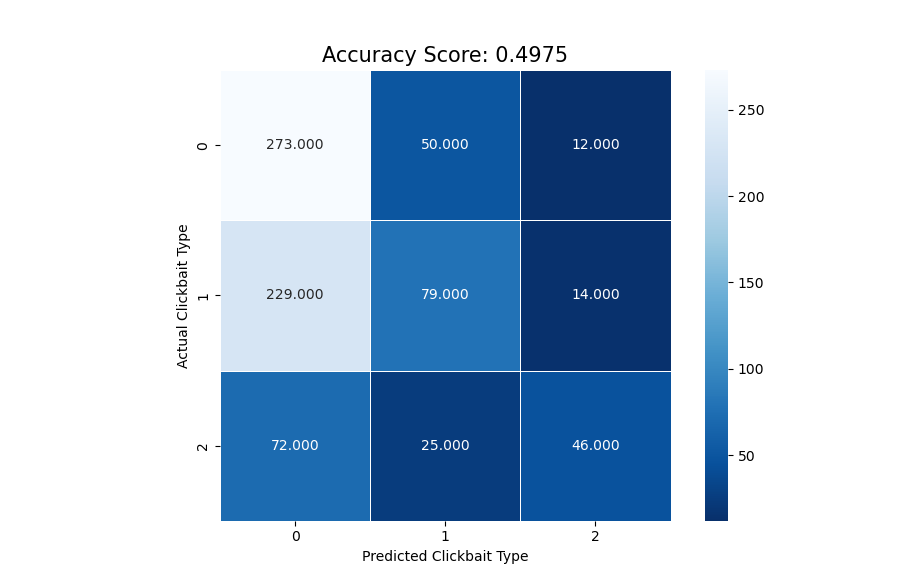 Accuracy Score: 0.4975
Actual Clickbait Type
0
273.000 50.000 12.000
1
229.000 79.000 14.000
2
72.000 25.000 46.000
0 1 2
Predicted Clickbait Type
250
200
150
100
50